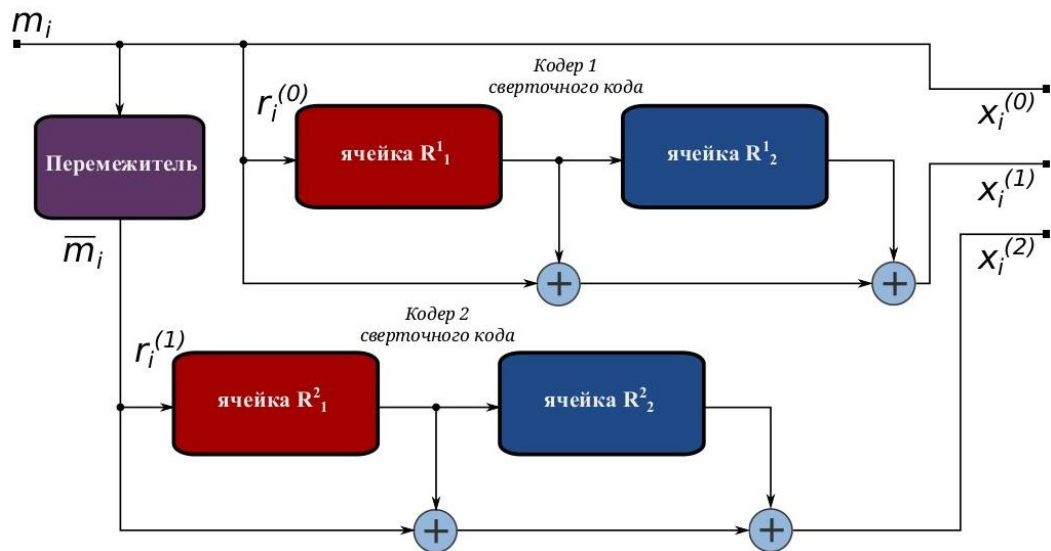 m_i
Кодер 1
сверточного кода
r_i^(0)
x_i^(0)
ячейка R^1_1
ячейка R^1_2
Перемежитель
x_i^(1)
m̅_i
x_i^(2)
+
+
Кодер 2
сверточного кода
r_i^(1)
ячейка R^2_1
ячейка R^2_2
+
+